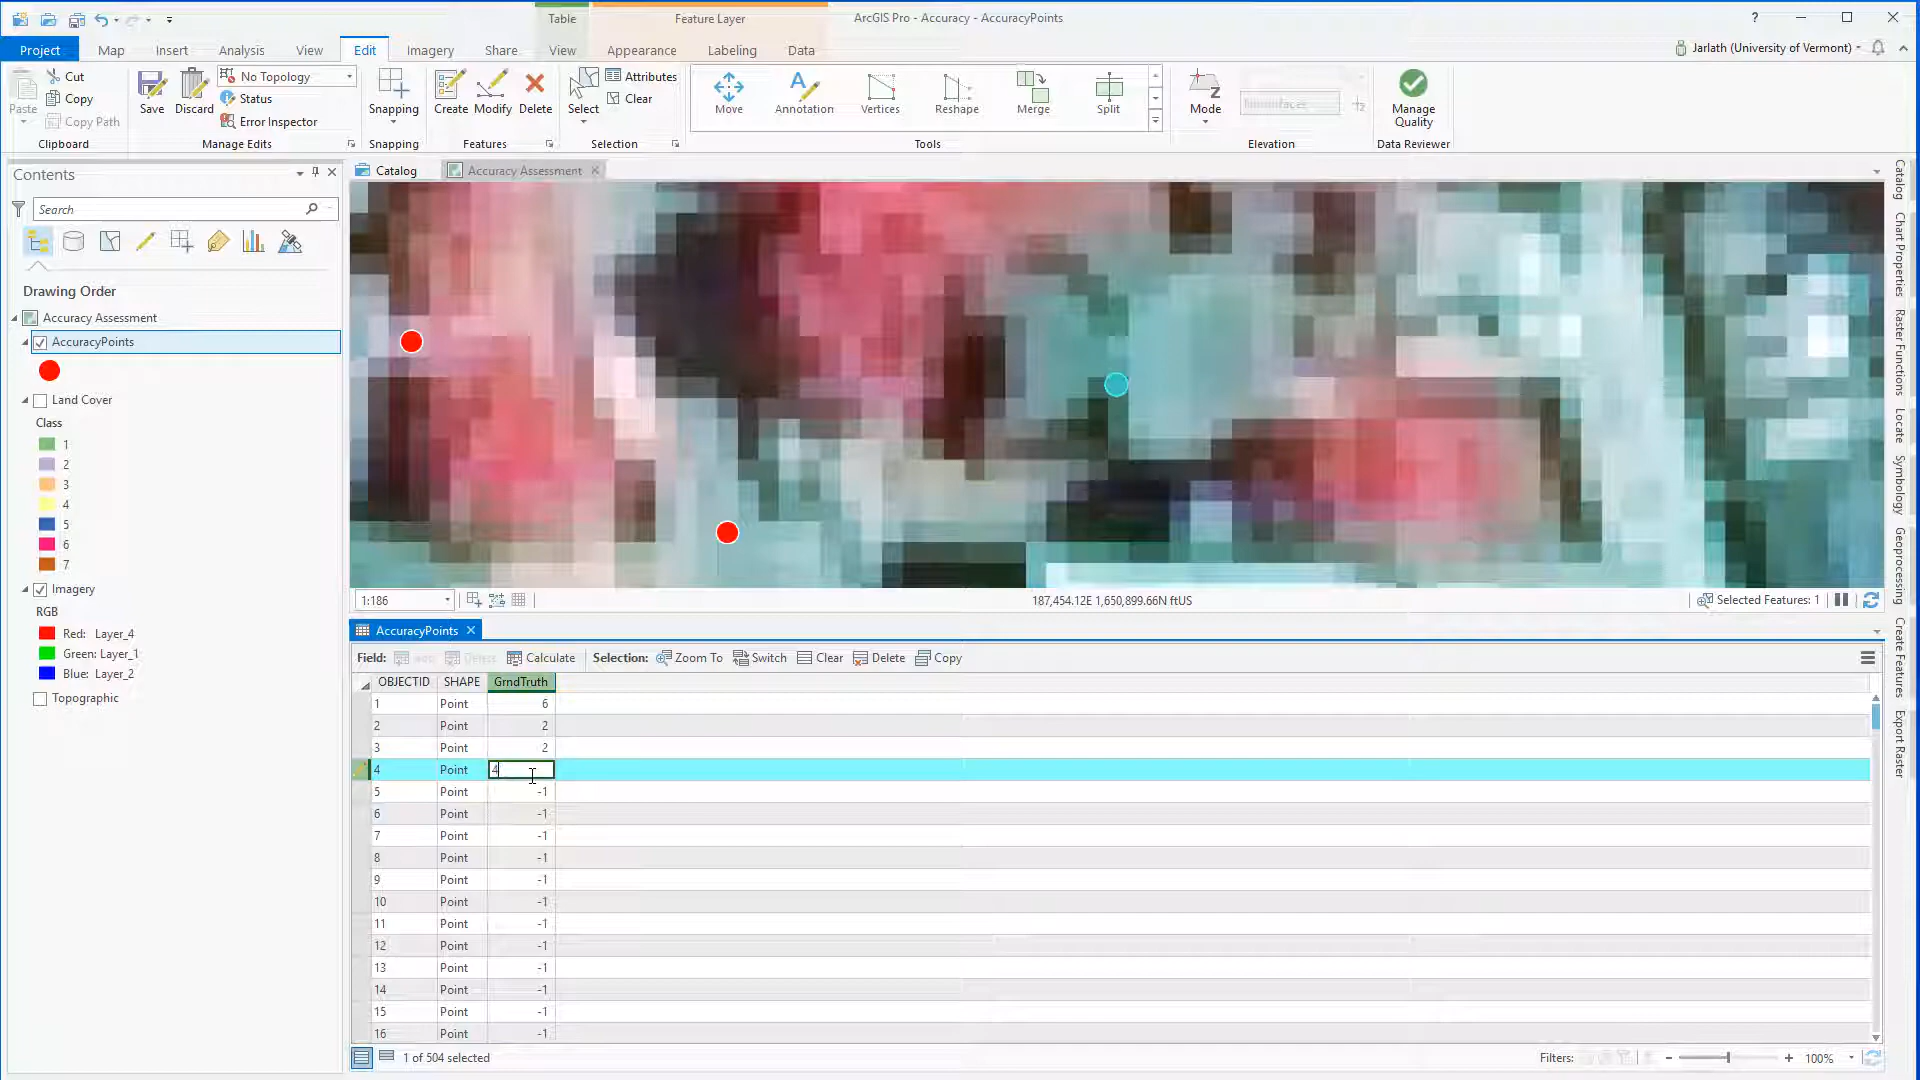 Table
Feature Layer
ArcGIS Pro - Accuracy - AccuracyPoints
?
Project
Map
Insert
Analysis
View
Edit
Imagery
Share
View
Appearance
Labeling
Data
Jarlath (University of Vermont)
Paste
Cut
Copy
Copy Path
Clipboard
Save
Discard
No Topology
Status
Error Inspector
Manage Edits
Snapping
Snapping
Create
Modify
Delete
Features
Select
Attributes
Clear
Selection
Move
Annotation
Vertices
Reshape
Merge
Split
Tools
Mode
Elevation
Manage
Quality
Data Reviewer
Contents
Search
Drawing Order
Accuracy Assessment
AccuracyPoints
Land Cover
Class
1
2
3
4
5
6
7
Imagery
RGB
Red: Layer_4
Green: Layer_1
Blue: Layer_2
Topographic
Catalog
Accuracy Assessment
1:186
187,454.12E 1,650,899.66N ftUS
Selected Features: 1
AccuracyPoints
Field:
Add
Delete
Calculate
Selection:
Zoom To
Switch
Clear
Delete
Copy
OBJECTID SHAPE GrndTruth
1 Point 6
2 Point 2
3 Point 2
4 Point 4
5 Point -1
6 Point -1
7 Point -1
8 Point -1
9 Point -1
10 Point -1
11 Point -1
12 Point -1
13 Point -1
14 Point -1
15 Point -1
16 Point -1
1 of 504 selected
Filters:
100%
Catalog
Chart Properties
Raster Functions
Locate
Symbology
Geoprocessing
Create Features
Export Raster